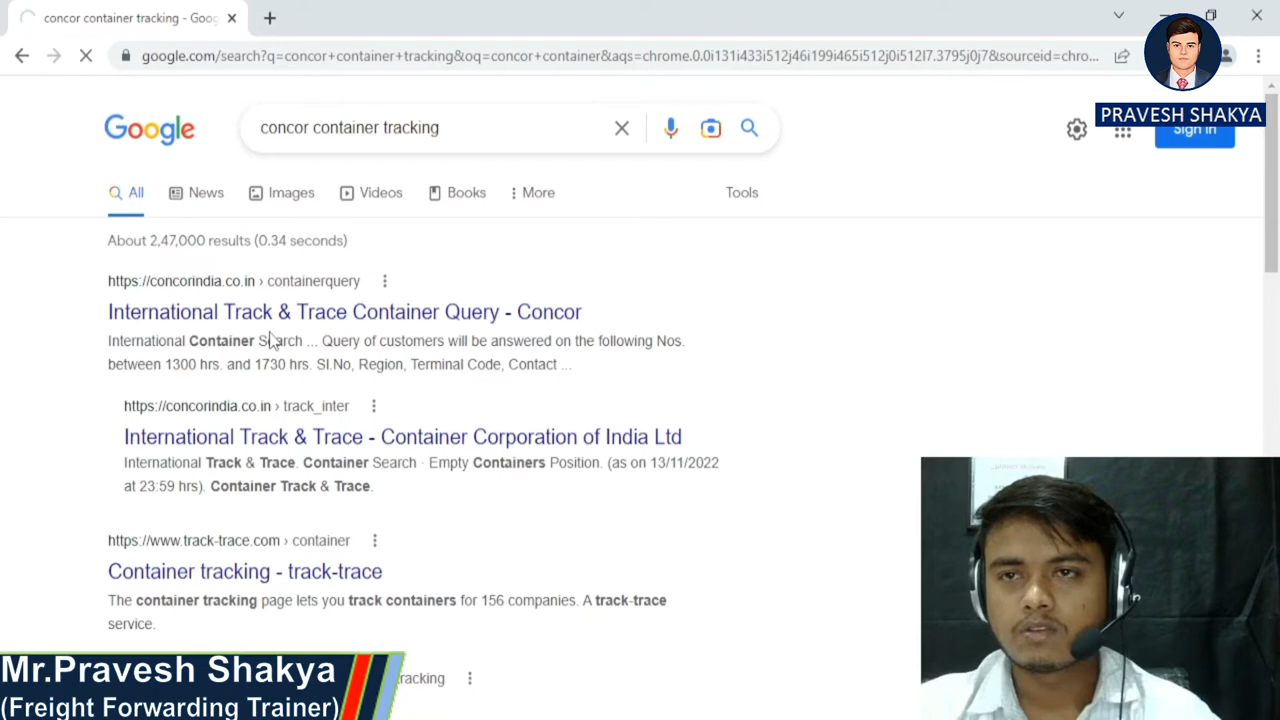 concor container tracking - Goog
google.com/search?q=concor+container+tracking&oq=concor+container&aqs=chrome.0.0i131i433i512j46i199i465i512j0i512l7.3795j0j7&sourceid=chro...
PRAVESH SHAKYA
Google
concor container tracking
Sign in
All
News
Images
Videos
Books
More
Tools
About 2,47,000 results (0.34 seconds)
https://concorindia.co.in › containerquery
International Track & Trace Container Query - Concor
International Container Search ... Query of customers will be answered on the following Nos.
between 1300 hrs. and 1730 hrs. Sl.No, Region, Terminal Code, Contact ...
https://concorindia.co.in › track_inter
International Track & Trace - Container Corporation of India Ltd
International Track & Trace. Container Search · Empty Containers Position. (as on 13/11/2022
at 23:59 hrs). Container Track & Trace.
https://www.track-trace.com › container
Container tracking - track-trace
The container tracking page lets you track containers for 156 companies. A track-trace
service.
racking
Mr.Pravesh Shakya
(Freight Forwarding Trainer)